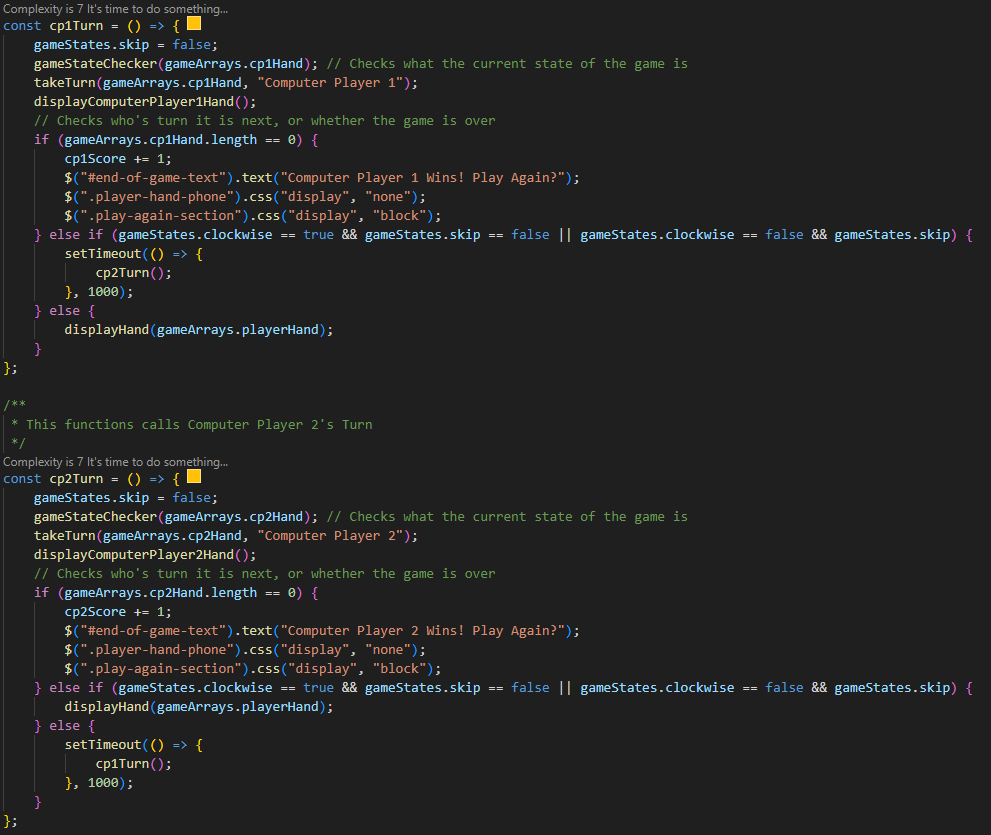 Complexity is 7 It's time to do something...
const cp1Turn = () => {
gameStates.skip = false;
gameStateChecker(gameArrays.cp1Hand); // Checks what the current state of the game is
takeTurn(gameArrays.cp1Hand, "Computer Player 1");
displayComputerPlayer1Hand();
// Checks who's turn it is next, or whether the game is over
if (gameArrays.cp1Hand.length == 0) {
cp1Score += 1;
$("#end-of-game-text").text("Computer Player 1 Wins! Play Again?");
$(".player-hand-phone").css("display", "none");
$(".play-again-section").css("display", "block");
} else if (gameStates.clockwise == true && gameStates.skip == false || gameStates.clockwise == false && gameStates.skip) {
setTimeout(() => {
cp2Turn();
}, 1000);
} else {
displayHand(gameArrays.playerHand);
}
};
/**
* This functions calls Computer Player 2's Turn
*/
Complexity is 7 It's time to do something...
const cp2Turn = () => {
gameStates.skip = false;
gameStateChecker(gameArrays.cp2Hand); // Checks what the current state of the game is
takeTurn(gameArrays.cp2Hand, "Computer Player 2");
displayComputerPlayer2Hand();
// Checks who's turn it is next, or whether the game is over
if (gameArrays.cp2Hand.length == 0) {
cp2Score += 1;
$("#end-of-game-text").text("Computer Player 2 Wins! Play Again?");
$(".player-hand-phone").css("display", "none");
$(".play-again-section").css("display", "block");
} else if (gameStates.clockwise == true && gameStates.skip == false || gameStates.clockwise == false && gameStates.skip) {
displayHand(gameArrays.playerHand);
} else {
setTimeout(() => {
cp1Turn();
}, 1000);
}
};